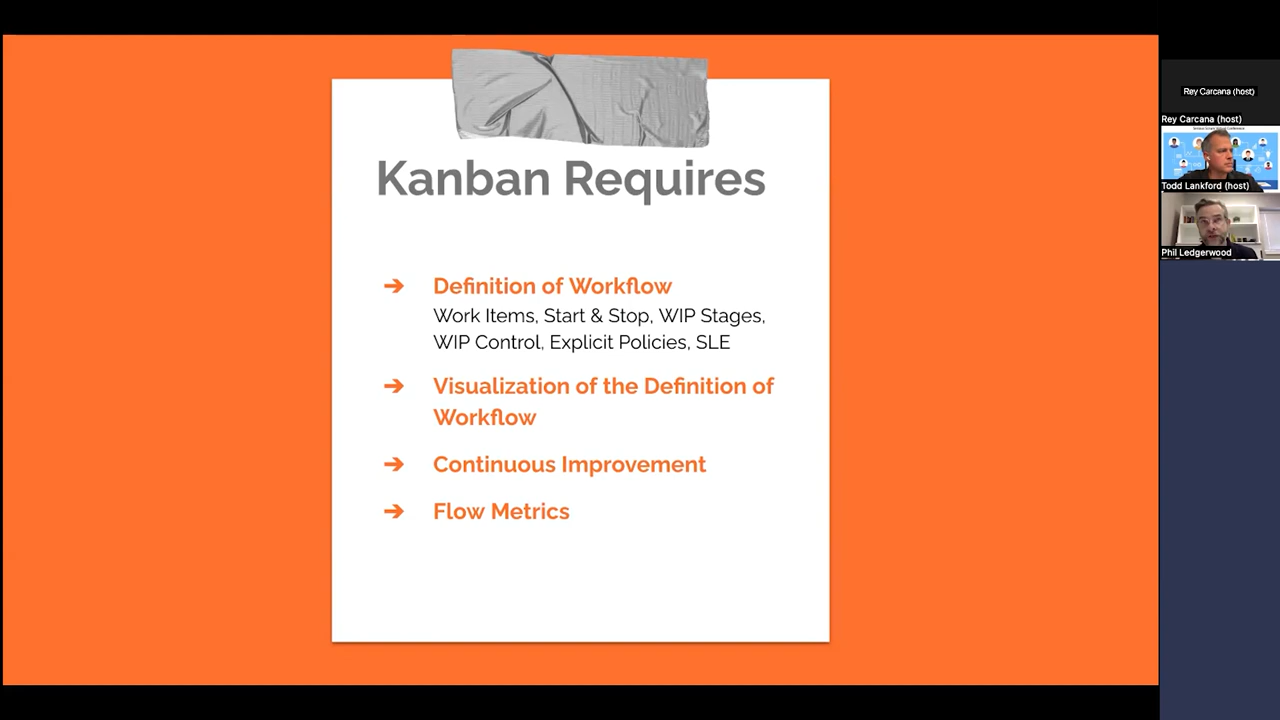 Kanban Requires
➔ Definition of Workflow
Work Items, Start & Stop, WIP Stages,
WIP Control, Explicit Policies, SLE
➔ Visualization of the Definition of
Workflow
➔ Continuous Improvement
➔ Flow Metrics
Rey Carcana (host)
Rey Carcana (host)
Todd Lankford (host)
Phil Ledgerwood